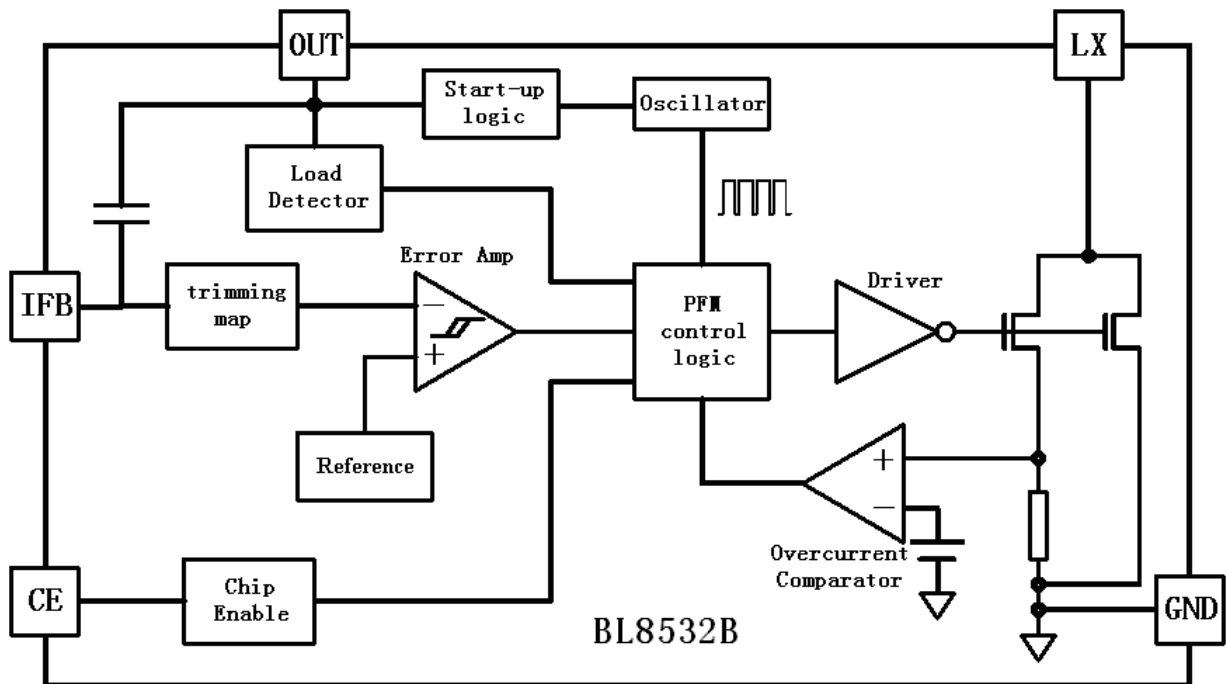 OUT
LX
Start-up
logic
Oscillator
Load
Detector
Error Amp
IFB
trimming
map
−
+
PFM
control
logic
Driver
Reference
+
−
Overcurrent
Comparator
CE
Chip
Enable
GND
BL8532B